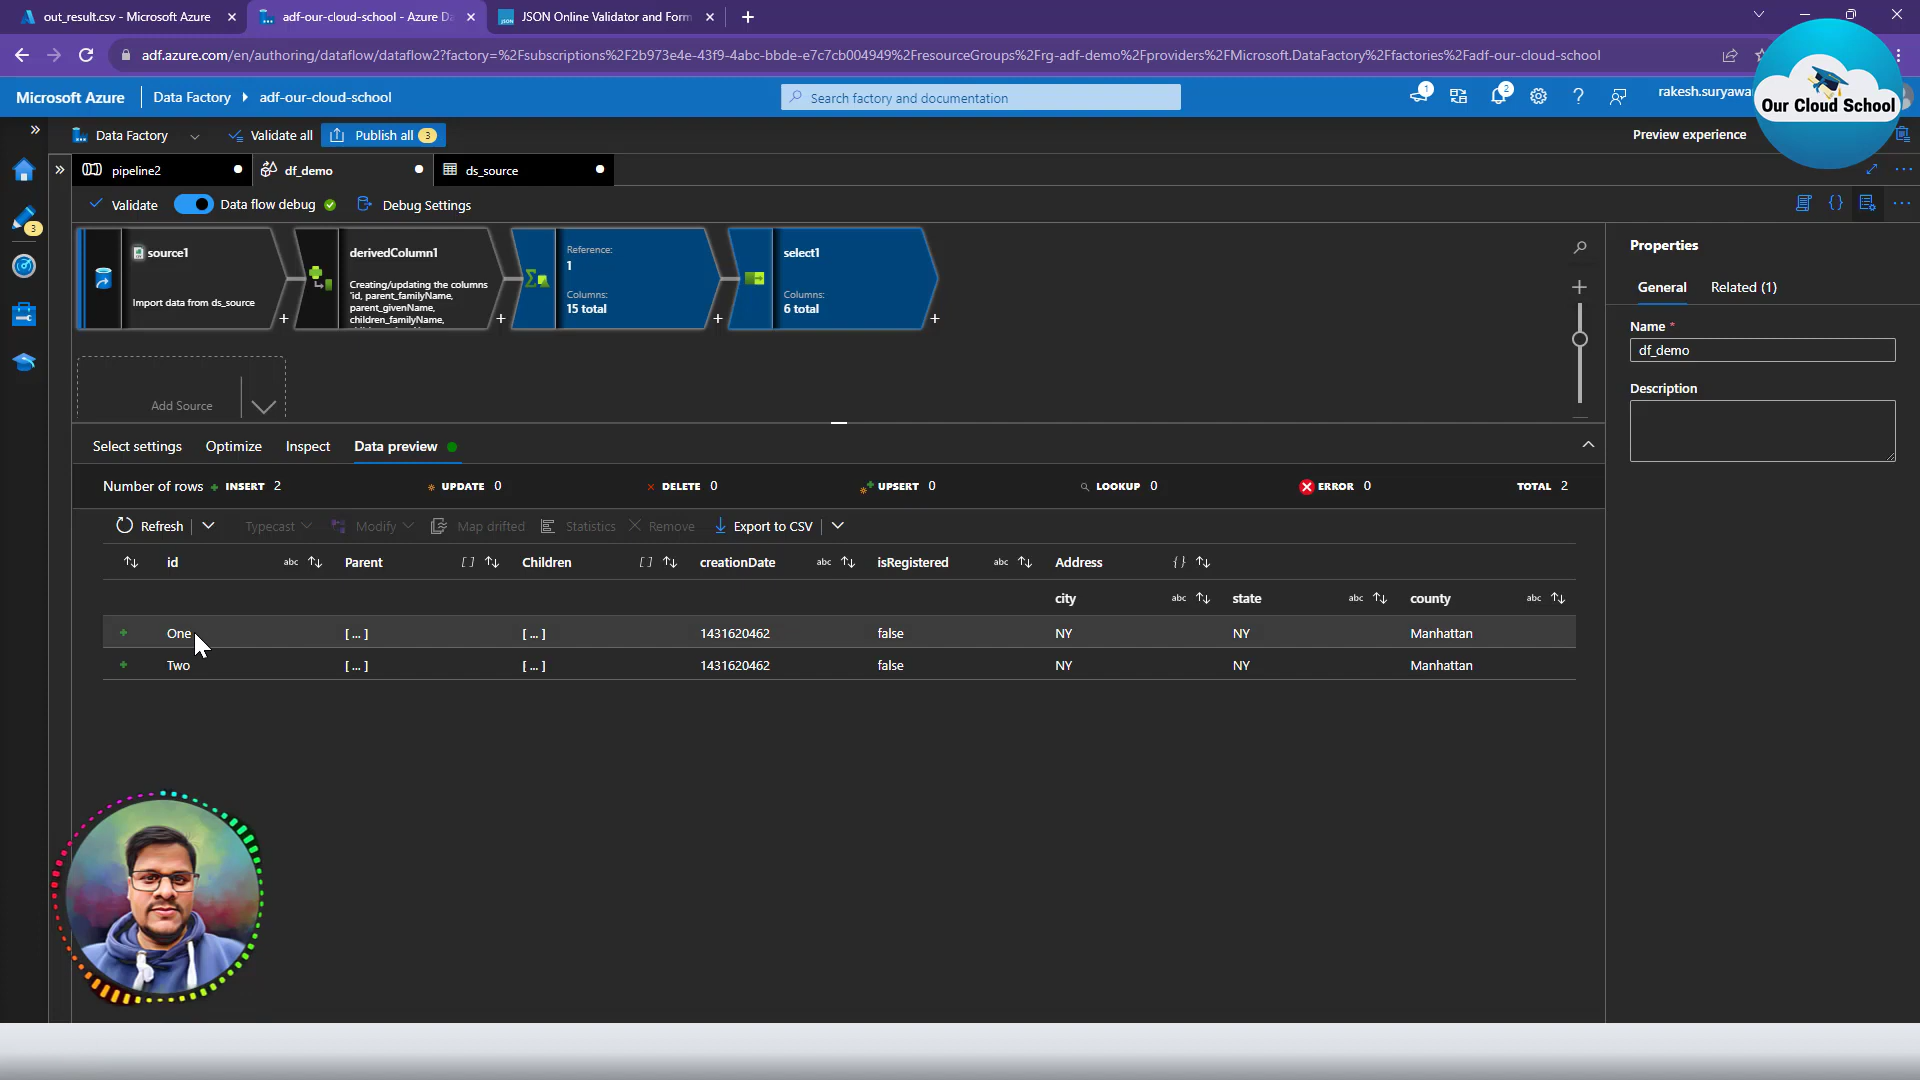 out_result.csv - Microsoft Azure
adf-our-cloud-school - Azure Da
JSON Online Validator and Form
adf.azure.com/en/authoring/dataflow/dataflow2?factory=%2Fsubscriptions%2F2b973e4e-43f9-4abc-bbde-e7c7cb004949%2FresourceGroups%2Frg-adf-demo%2Fproviders%2FMicrosoft.DataFactory%2Ffactories%2Fadf-our-cloud-school
Microsoft Azure
Data Factory
adf-our-cloud-school
Search factory and documentation
1
2
rakesh.suryawa
Our Cloud School
Data Factory
Validate all
Publish all 3
Preview experience
pipeline2
df_demo
ds_source
Validate
Data flow debug
Debug Settings
3
source1
Import data from ds_source
derivedColumn1
Creating/updating the columns
'id, parent_familyName,
parent_givenName,
children_familyName,
Reference:
1
Columns:
15 total
select1
Columns:
6 total
Add Source
Properties
General
Related (1)
Name *
df_demo
Description
Select settings
Optimize
Inspect
Data preview
Number of rows
INSERT 2
UPDATE 0
DELETE 0
UPSERT 0
LOOKUP 0
ERROR 0
TOTAL 2
Refresh
Typecast
Modify
Map drifted
Statistics
Remove
Export to CSV
id abc Parent [ ] Children [ ] creationDate abc isRegistered abc Address { }
city abc state abc county abc
One [ ... ] [ ... ] 1431620462 false NY NY Manhattan
Two [ ... ] [ ... ] 1431620462 false NY NY Manhattan